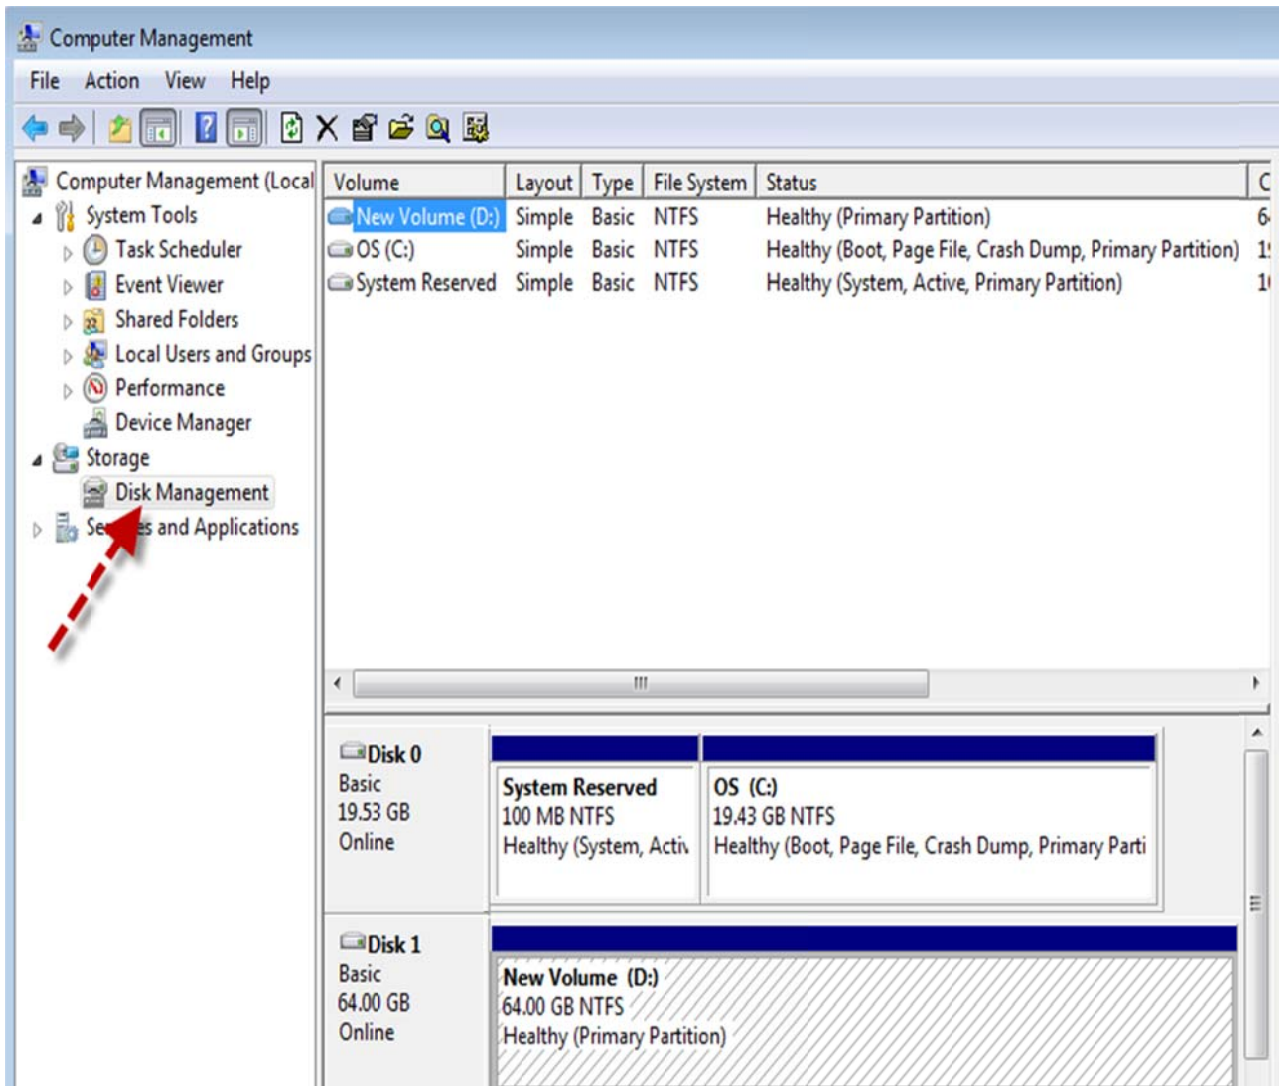 Computer Management
File Action View Help
Computer Management (Local
System Tools
Task Scheduler
Event Viewer
Shared Folders
Local Users and Groups
Performance
Device Manager
Storage
Disk Management
and Applications
Volume Layout Type File System Status C
New Volume (D:) Simple Basic NTFS Healthy (Primary Partition)
OS (C:) Simple Basic NTFS Healthy (Boot, Page File, Crash Dump, Primary Partition)
System Reserved Simple Basic NTFS Healthy (System, Active, Primary Partition)
Disk 0
Basic
19.53 GB
Online
System Reserved
100 MB NTFS
Healthy (System, Activ
OS (C:)
19.43 GB NTFS
Healthy (Boot, Page File, Crash Dump, Primary Parti
Disk 1
Basic
64.00 GB
Online
New Volume (D:)
64.00 GB NTFS
Healthy (Primary Partition)